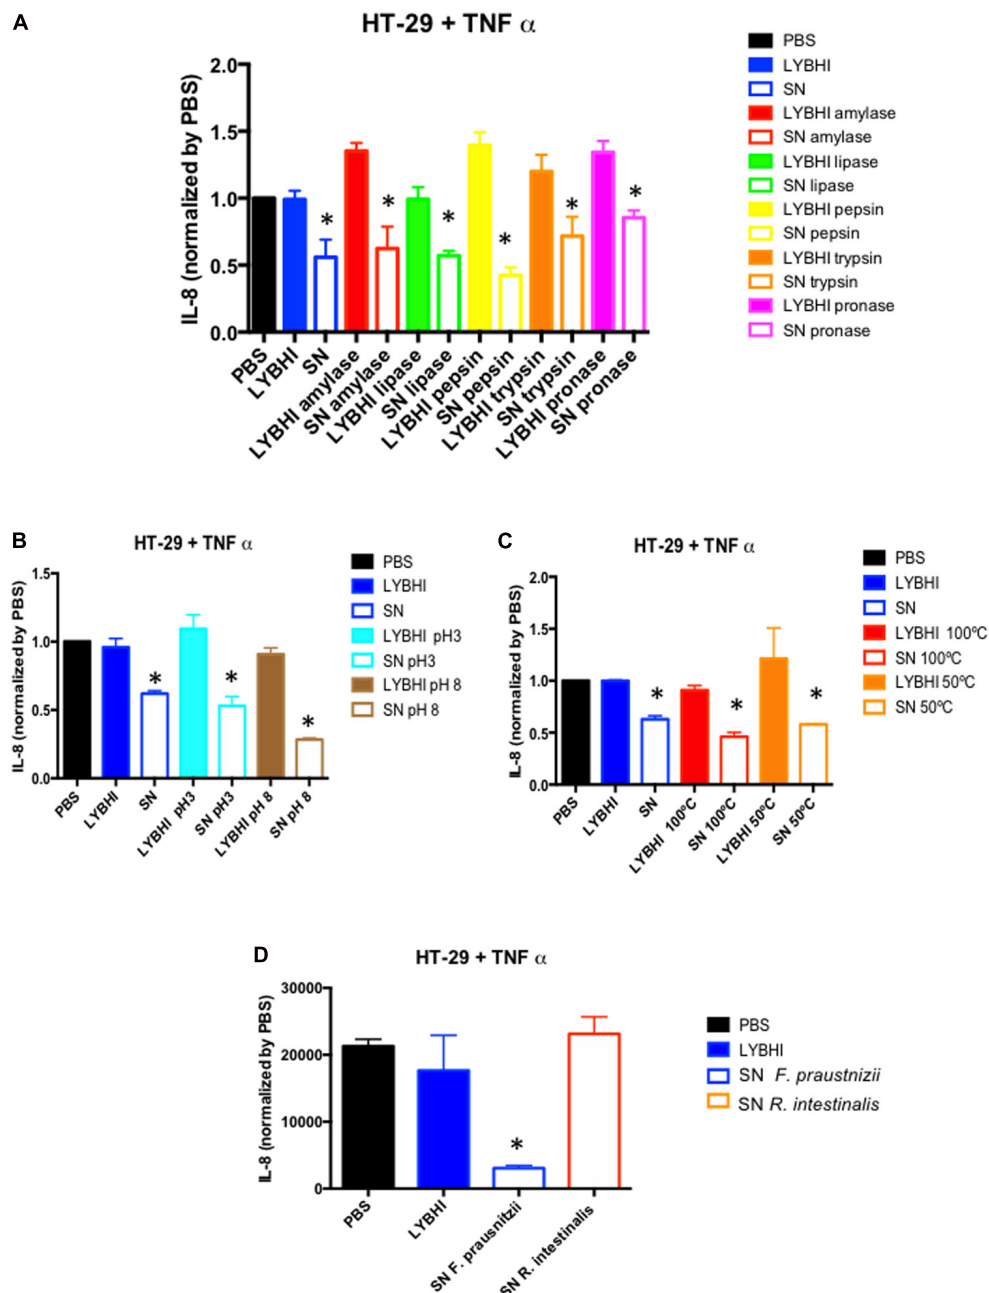 A
HT-29 + TNF α
IL-8 (normalized by PBS)
2.0
1.5
1.0
0.5
0.0
*
*
*
*
*
*
PBS
LYBHI
SN
LYBHI amylase
SN amylase
LYBHI lipase
SN lipase
LYBHI pepsin
SN pepsin
LYBHI trypsin
SN trypsin
LYBHI pronase
SN pronase
PBS
LYBHI
SN
LYBHI amylase
SN amylase
LYBHI lipase
SN lipase
LYBHI pepsin
SN pepsin
LYBHI trypsin
SN trypsin
LYBHI pronase
SN pronase
B
HT-29 + TNF α
IL-8 (normalized by PBS)
1.5
1.0
0.5
0.0
*
*
*
PBS
LYBHI
SN
LYBHI pH3
SN pH3
LYBHI pH 8
SN pH 8
PBS
LYBHI
SN
LYBHI pH3
SN pH3
LYBHI pH 8
SN pH 8
C
HT-29 + TNF α
IL-8 (normalized by PBS)
2.0
1.5
1.0
0.5
0.0
*
*
*
PBS
LYBHI
SN
LYBHI 100ºC
SN 100ºC
LYBHI 50ºC
SN 50ºC
PBS
LYBHI
SN
LYBHI 100ºC
SN 100ºC
LYBHI 50ºC
SN 50ºC
D
HT-29 + TNF α
IL-8 (normalized by PBS)
30000
20000
10000
0
*
PBS
LYBHI
SN F. prausnitzii
SN R. intestinalis
PBS
LYBHI
SN F. praustnizii
SN R. intestinalis